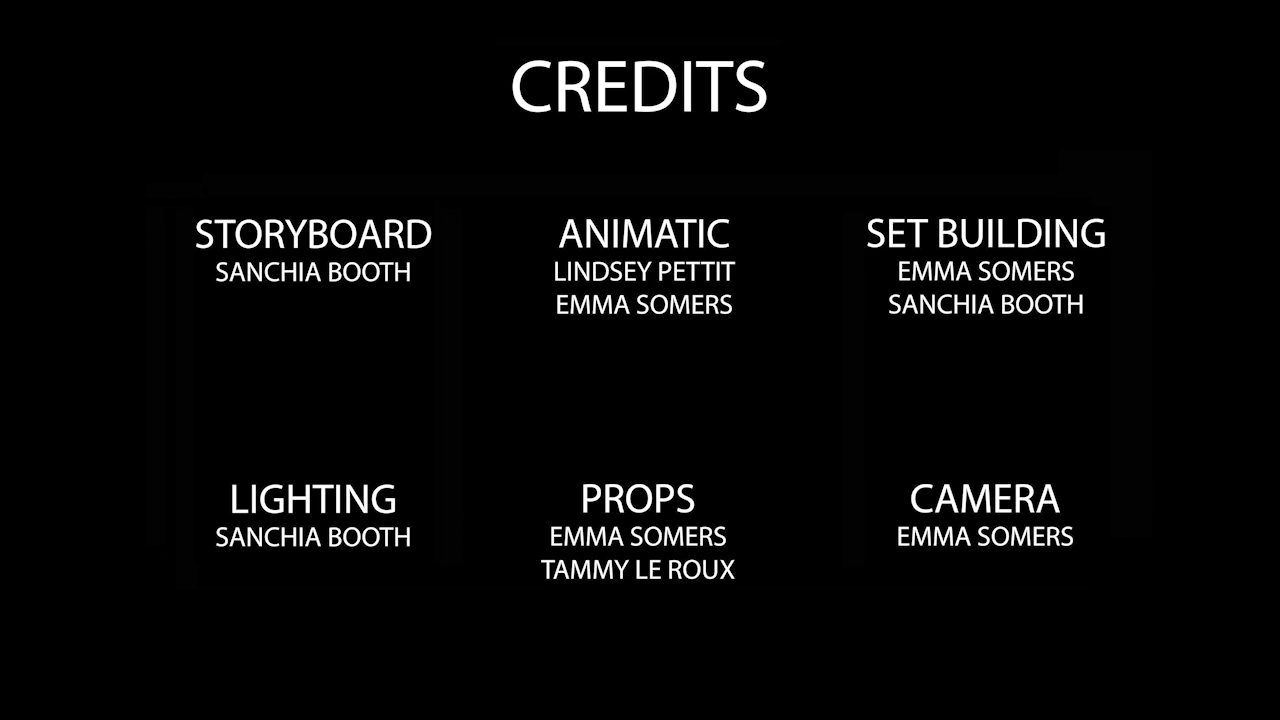 CREDITS
STORYBOARD
SANCHIA BOOTH
ANIMATIC
LINDSEY PETTIT
EMMA SOMERS
SET BUILDING
EMMA SOMERS
SANCHIA BOOTH
LIGHTING
SANCHIA BOOTH
PROPS
EMMA SOMERS
TAMMY LE ROUX
CAMERA
EMMA SOMERS